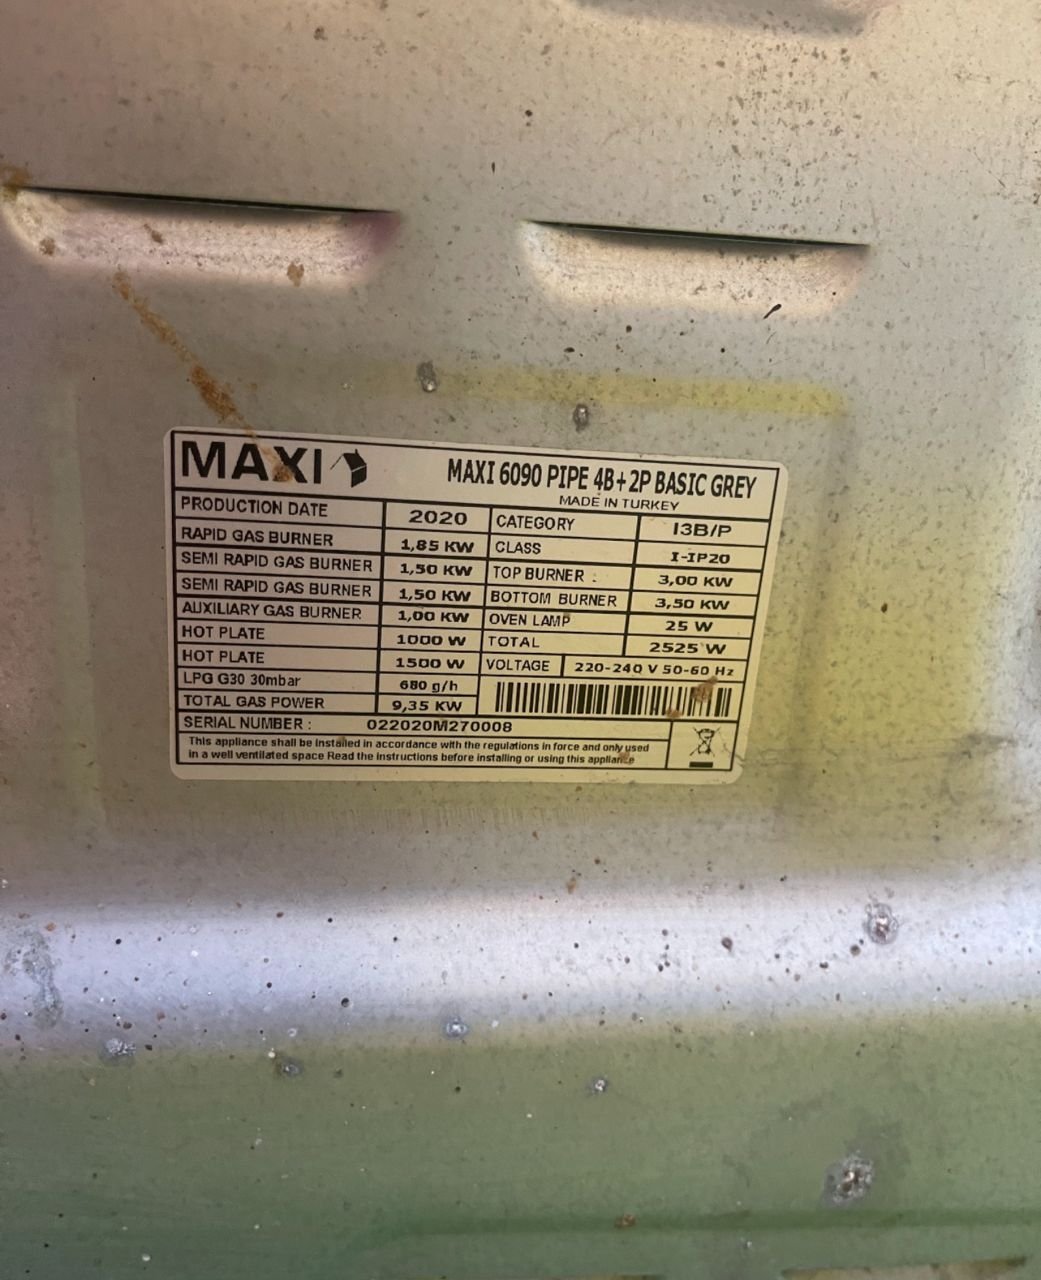 MAXI
MAXI 6090 PIPE 4B+2P BASIC GREY
MADE IN TURKEY
PRODUCTION DATE 2020 CATEGORY I3B/P
RAPID GAS BURNER 1,85 KW CLASS I-IP20
SEMI RAPID GAS BURNER 1,50 KW TOP BURNER : 3,00 KW
SEMI RAPID GAS BURNER 1,50 KW BOTTOM BURNER 3,50 KW
AUXILIARY GAS BURNER 1,00 KW OVEN LAMP 25 W
HOT PLATE 1000 W TOTAL 2525 W
HOT PLATE 1500 W VOLTAGE 220-240 V 50-60 Hz
LPG G30 30mbar 680 g/h
TOTAL GAS POWER 9,35 KW
SERIAL NUMBER : 022020M270008
This appliance shall be installed in accordance with the regulations in force and only used
in a well ventilated space Read the instructions before installing or using this appliance